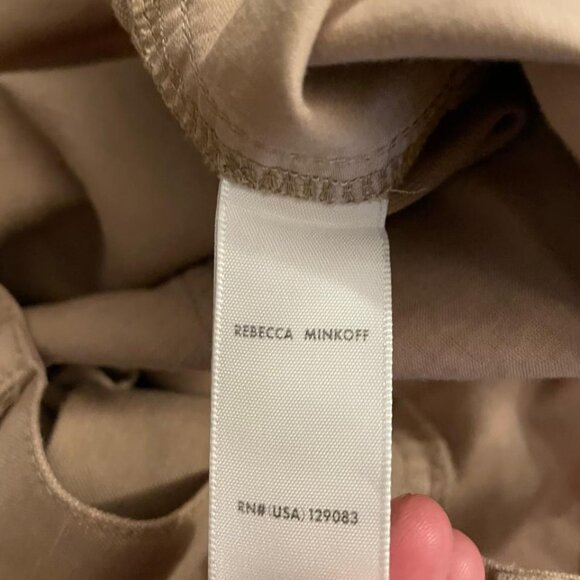 REBECCA MINKOFF
RN#(USA) 129083